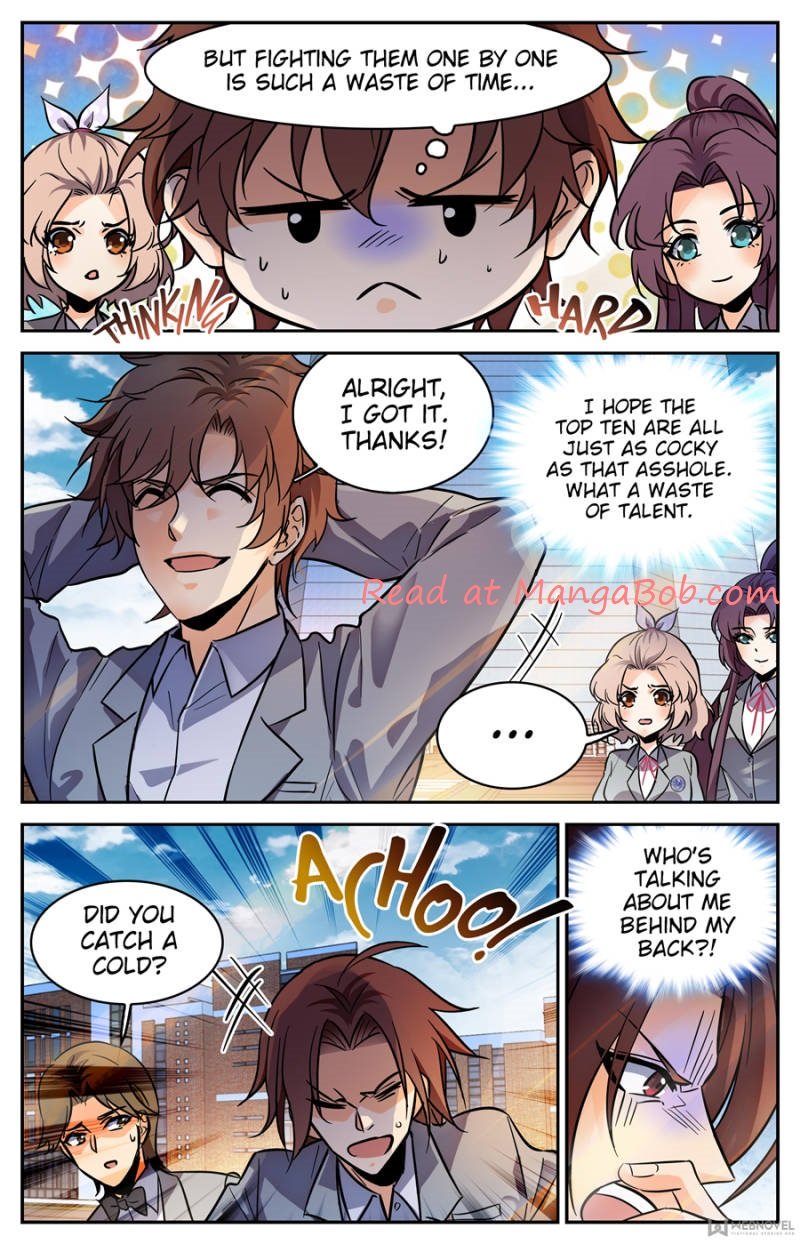 BUT FIGHTING THEM ONE BY ONE
IS SUCH A WASTE OF TIME...
THINKING
HARD
ALRIGHT,
I GOT IT.
THANKS!
I HOPE THE
TOP TEN ARE ALL
JUST AS COCKY
AS THAT ASSHOLE.
WHAT A WASTE
OF TALENT.
Read at MangaBob.com
...
ACHOO!
DID YOU
CATCH A
COLD?
WHO'S
TALKING
ABOUT ME
BEHIND MY
BACK?!
WEBNOVEL